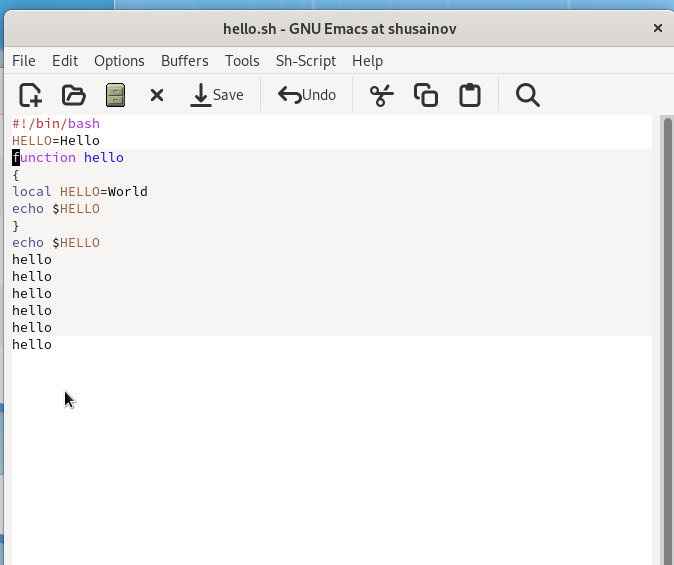 hello.sh - GNU Emacs at shusainov
File Edit Options Buffers Tools Sh-Script Help
Save Undo
#!/bin/bash
HELLO=Hello
function hello
{
local HELLO=World
echo $HELLO
}
echo $HELLO
hello
hello
hello
hello
hello
hello